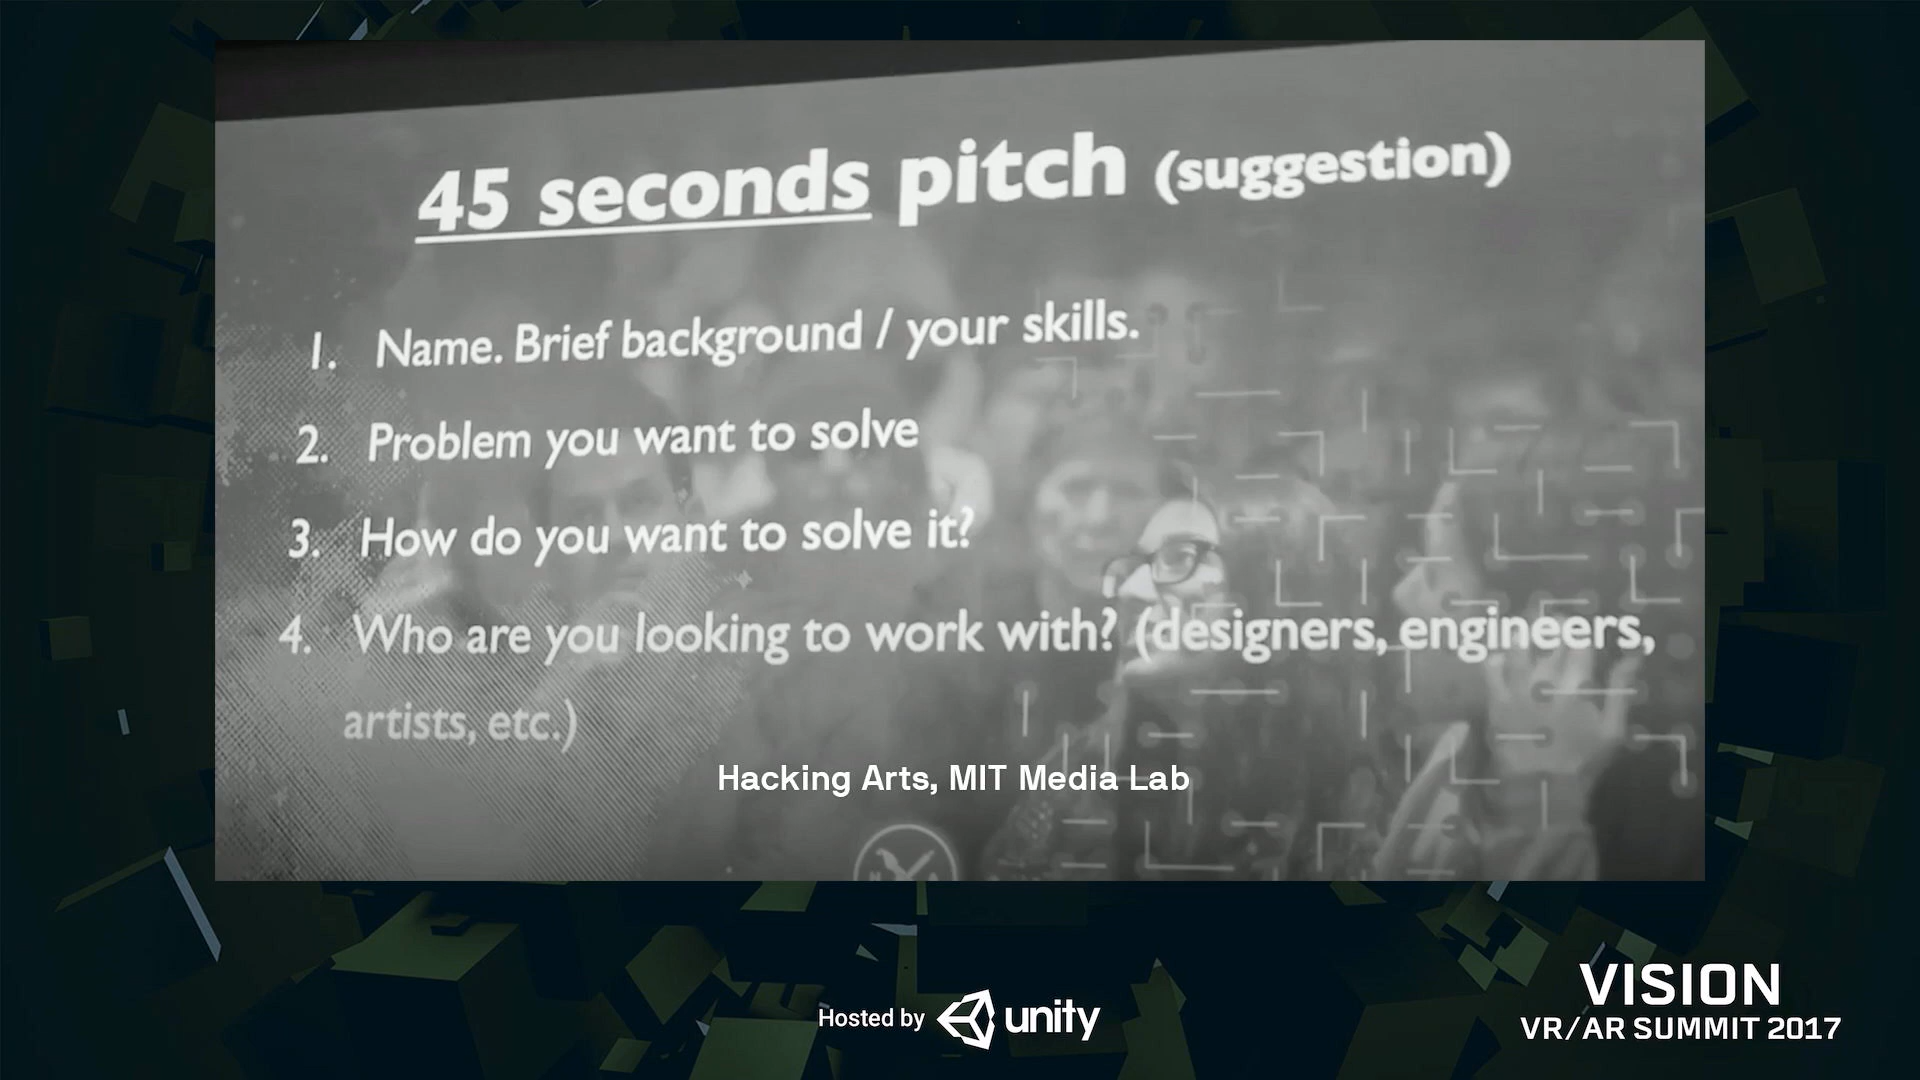 45 seconds pitch (suggestion)
1. Name. Brief background / your skills.
2. Problem you want to solve
3. How do you want to solve it?
4. Who are you looking to work with? (designers, engineers,
artists, etc.)
Hacking Arts, MIT Media Lab
Hosted by unity
VISION
VR/AR SUMMIT 2017